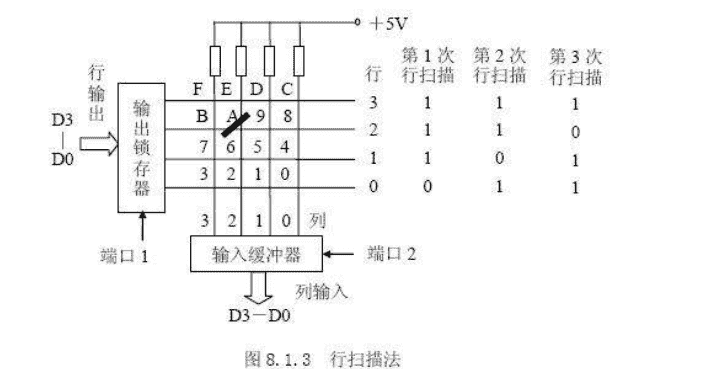 ＋5V
第1次 第2次 第3次
行 行扫描 行扫描 行扫描
F E D C
3 1 1 1
B A 9 8
2 1 1 0
7 6 5 4
1 1 0 1
3 2 1 0
0 0 1 1
行输出
D3
—
D0
输出锁存器
端口1
3 2 1 0 列
输入缓冲器
端口2
列输入
D3－D0
图8.1.3 行扫描法